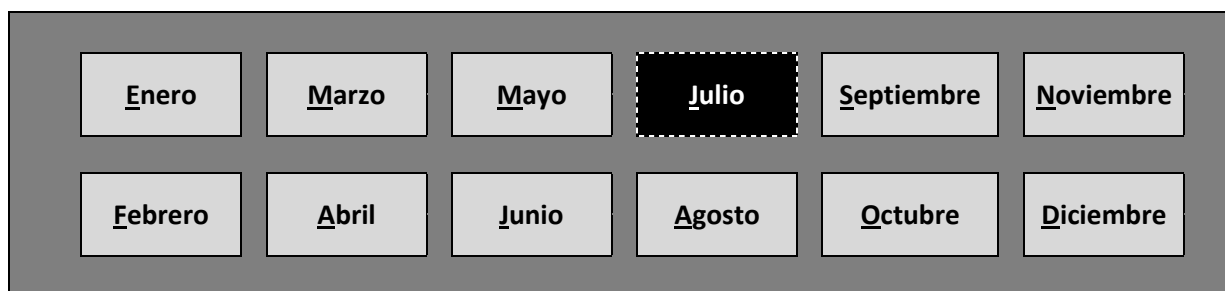 Enero Marzo Mayo Julio Septiembre Noviembre
Febrero Abril Junio Agosto Octubre Diciembre